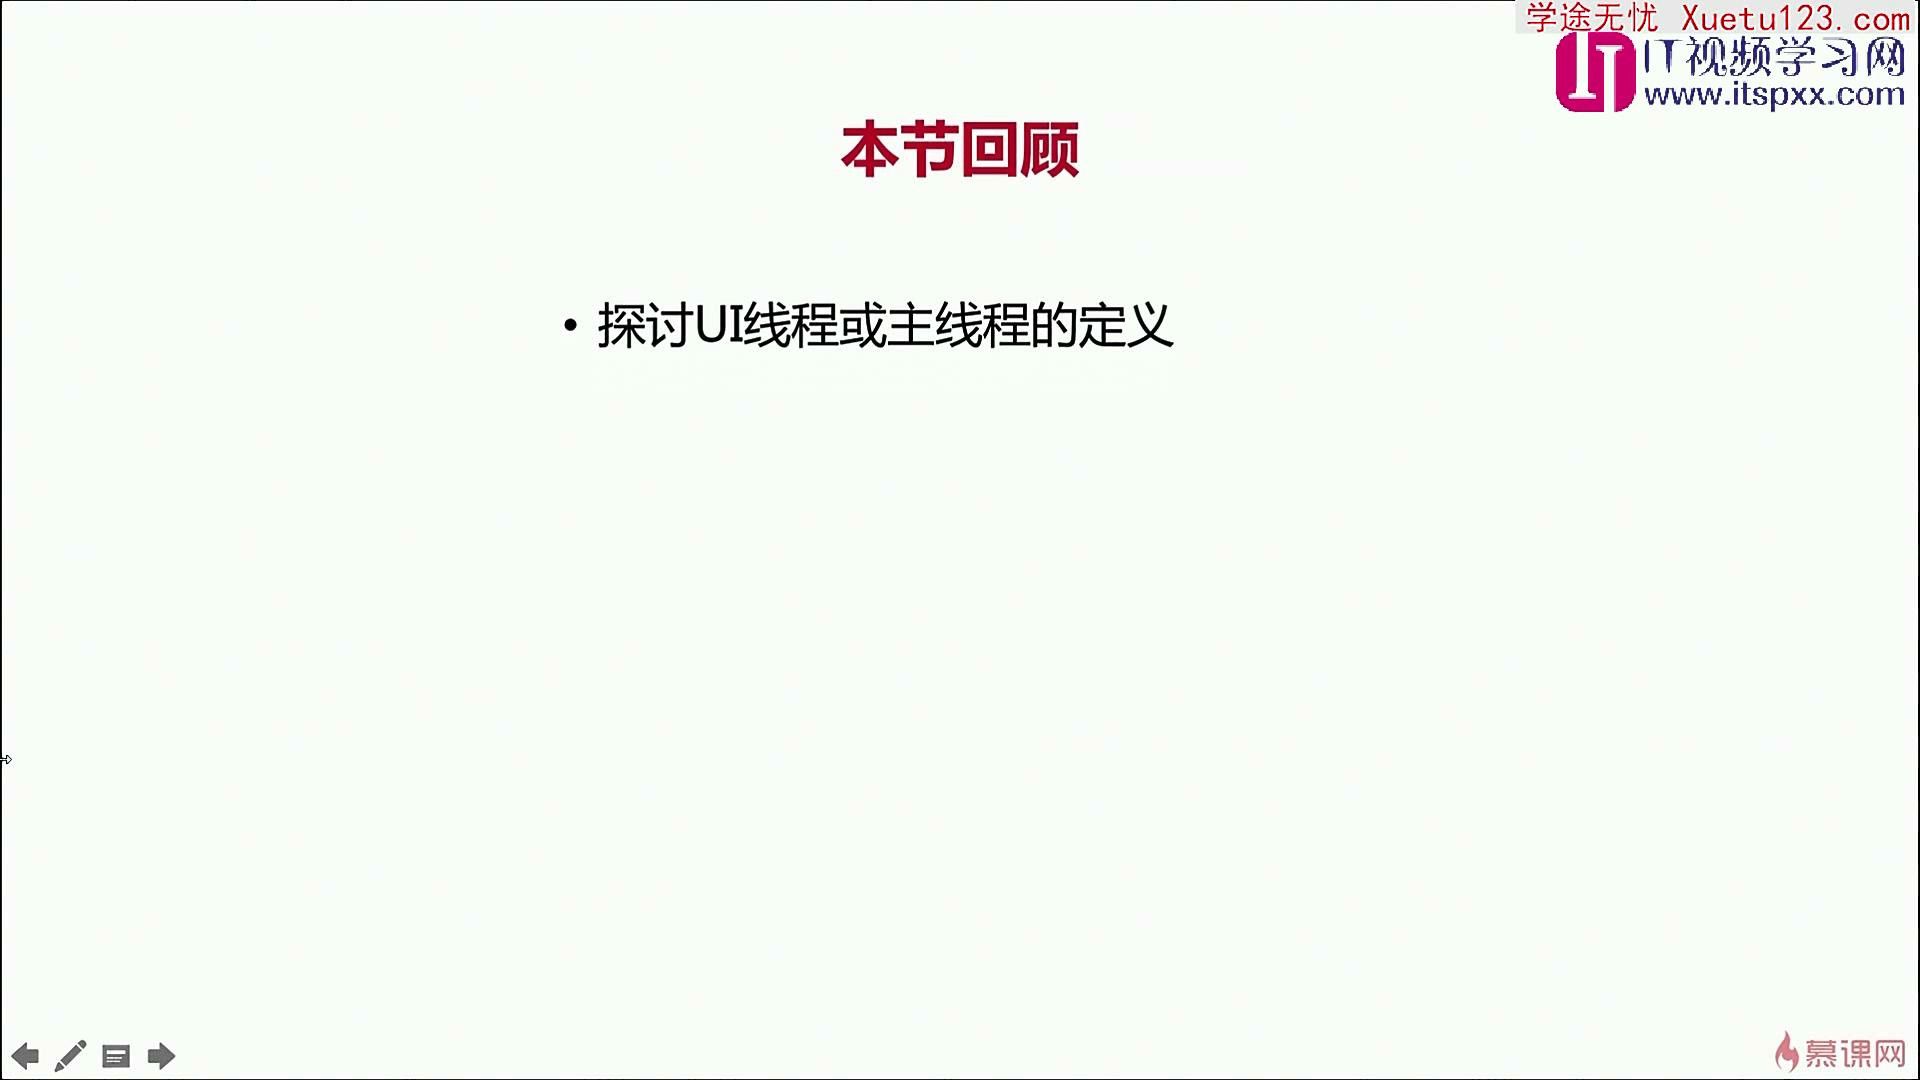 学途无忧 Xuetu123.com
IT视频学习网
www.itspxx.com
本节回顾
• 探讨UI线程或主线程的定义
慕课网